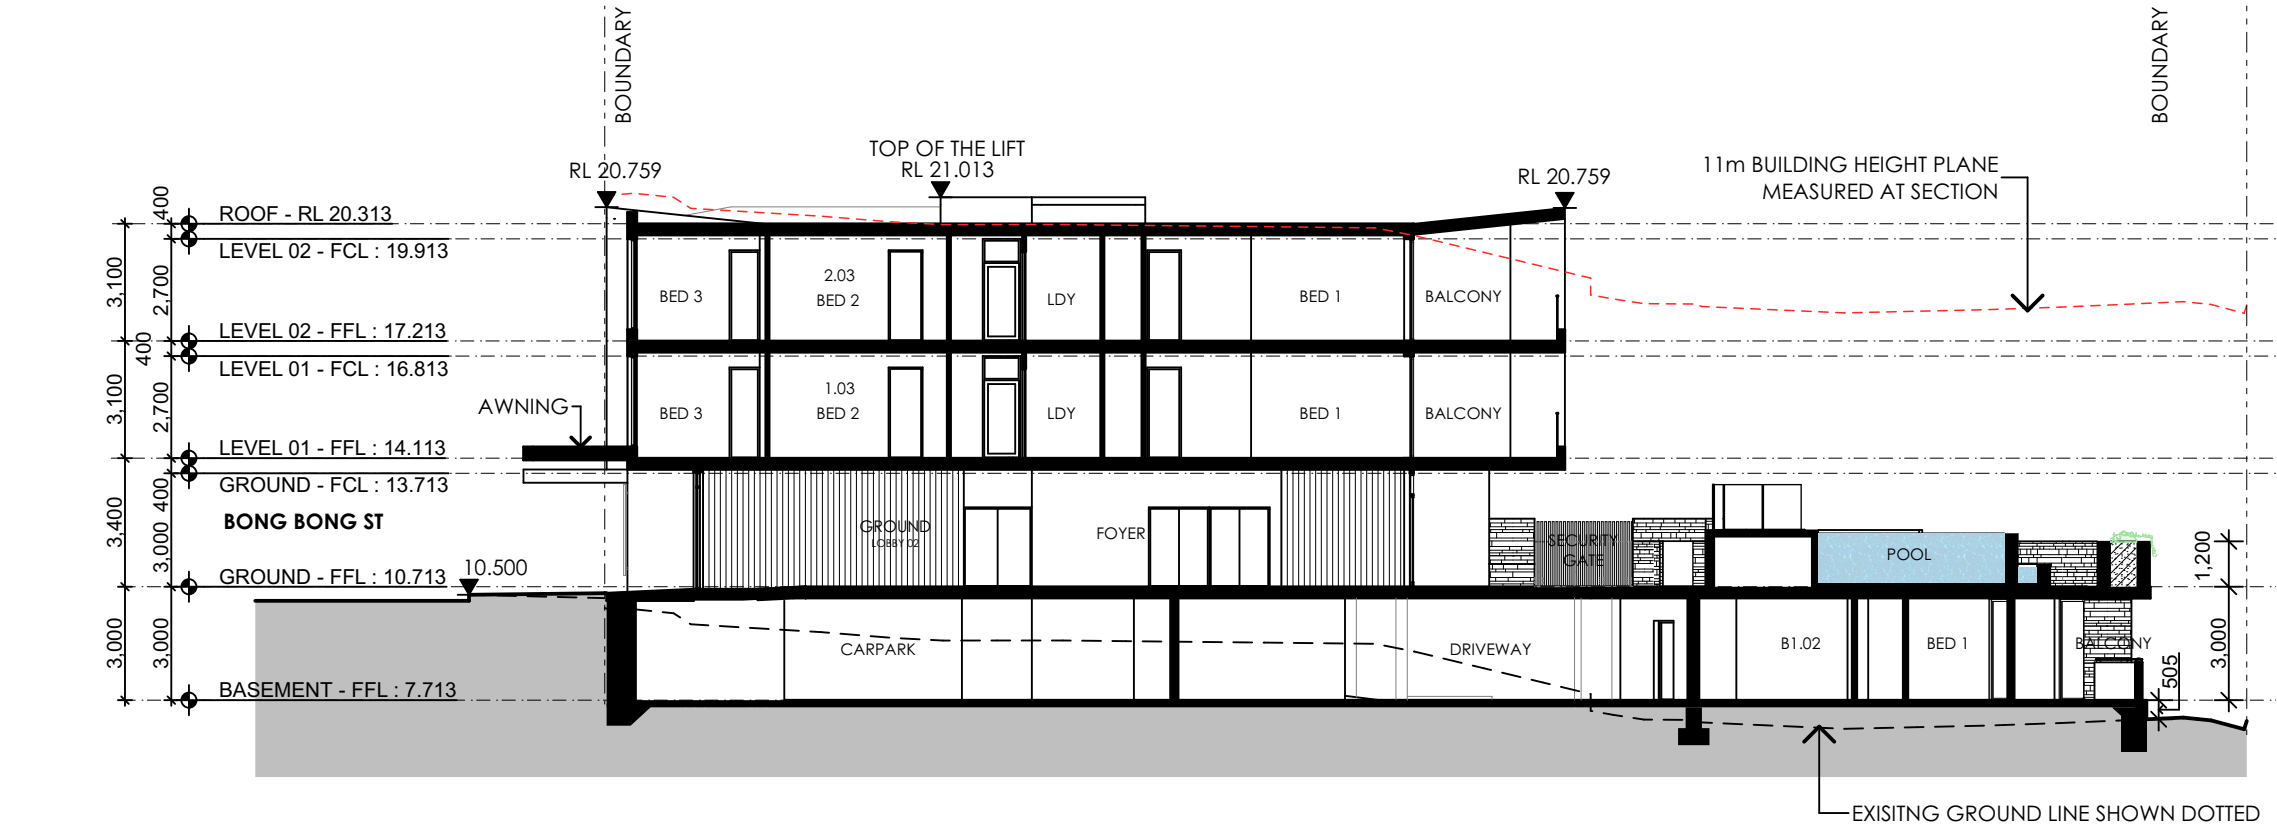 BOUNDARY
BOUNDARY
TOP OF THE LIFT
RL 21.013
RL 20.759
RL 20.759
11m BUILDING HEIGHT PLANE
MEASURED AT SECTION
400
ROOF - RL 20.313
LEVEL 02 - FCL : 19.913
3,100
2,700
2.03
BED 3
BED 2
LDY
BED 1
BALCONY
LEVEL 02 - FFL : 17.213
400
LEVEL 01 - FCL : 16.813
3,100
2,700
1.03
BED 3
BED 2
LDY
BED 1
BALCONY
AWNING
LEVEL 01 - FFL : 14.113
400
GROUND - FCL : 13.713
BONG BONG ST
3,400
3,000
GROUND
LOBBY 02
FOYER
SECURITY
GATE
POOL
1,200
10.500
GROUND - FFL : 10.713
3,000
3,000
CARPARK
DRIVEWAY
B1.02
BED 1
BALCONY
3,000
505
BASEMENT - FFL : 7.713
EXISITNG GROUND LINE SHOWN DOTTED